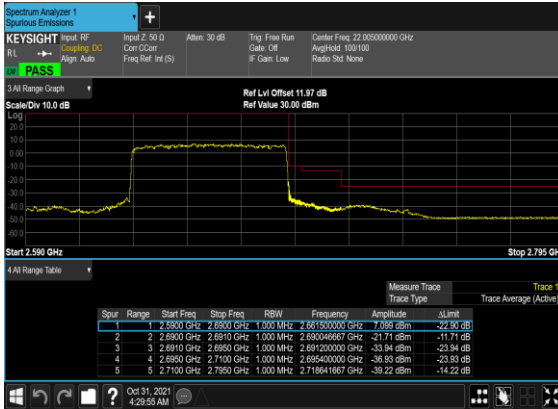 Spectrum Analyzer 1
Spurious Emissions
+
KEYSIGHT Input: RF Input Z: 50 Ω Atten: 30 dB Trig: Free Run Center Freq: 22.005000000 GHz
RL Coupling: DC Corr CCorr Gate: Off Avg|Hold: 100/100
Align: Auto Freq Ref: Int (S) IF Gain: Low Radio Std: None
PASS
3 All Range Graph
Ref Lvl Offset 11.97 dB
Scale/Div 10.0 dB Ref Value 30.00 dBm
Log
20.0
10.0
0.00
-10.0
-20.0
-30.0
-40.0
-50.0
-60.0
Start 2.590 GHz Stop 2.795 GH
4 All Range Table
Measure Trace Trace 1
Trace Type Trace Average (Active)
Spur Range Start Freq Stop Freq RBW Frequency Amplitude ΔLimit
1 1 2.5900 GHz 2.6900 GHz 1.000 MHz 2.661500000 GHz 7.099 dBm -22.90 dB
2 2 2.6900 GHz 2.6910 GHz 1.000 MHz 2.690046667 GHz -21.71 dBm -11.71 dB
3 3 2.6910 GHz 2.6950 GHz 1.000 MHz 2.691200000 GHz -33.94 dBm -23.94 dB
4 4 2.6950 GHz 2.7100 GHz 1.000 MHz 2.695400000 GHz -36.93 dBm -23.93 dB
5 5 2.7100 GHz 2.7950 GHz 1.000 MHz 2.718641667 GHz -39.22 dBm -14.22 dB
? Oct 31, 2021
4:29:55 AM